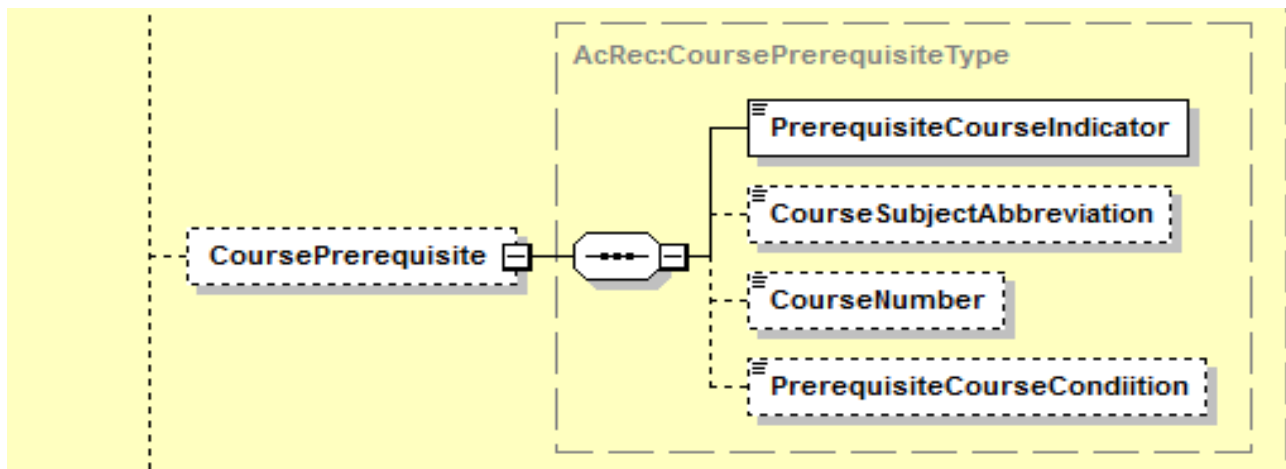 AcRec:CoursePrerequisiteType
PrerequisiteCourseIndicator
CourseSubjectAbbreviation
CoursePrerequisite
CourseNumber
PrerequisiteCourseCondiition